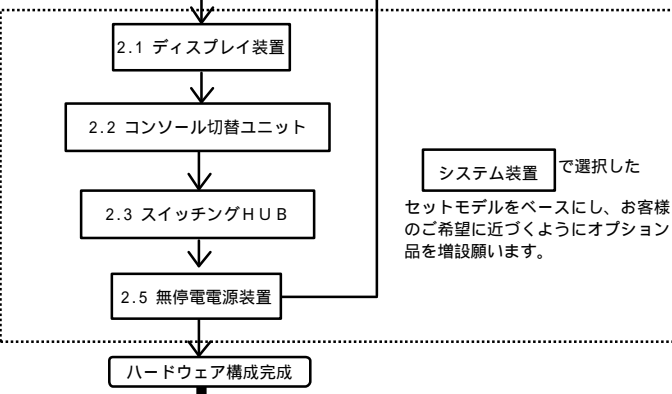 2.1 ディスプレイ装置
2.2 コンソール切替ユニット
2.3 スイッチングＨＵＢ
2.5 無停電電源装置
ハードウェア構成完成
システム装置 で選択した
セットモデルをベースにし、お客様
のご希望に近づくようにオプション
品を増設願います。